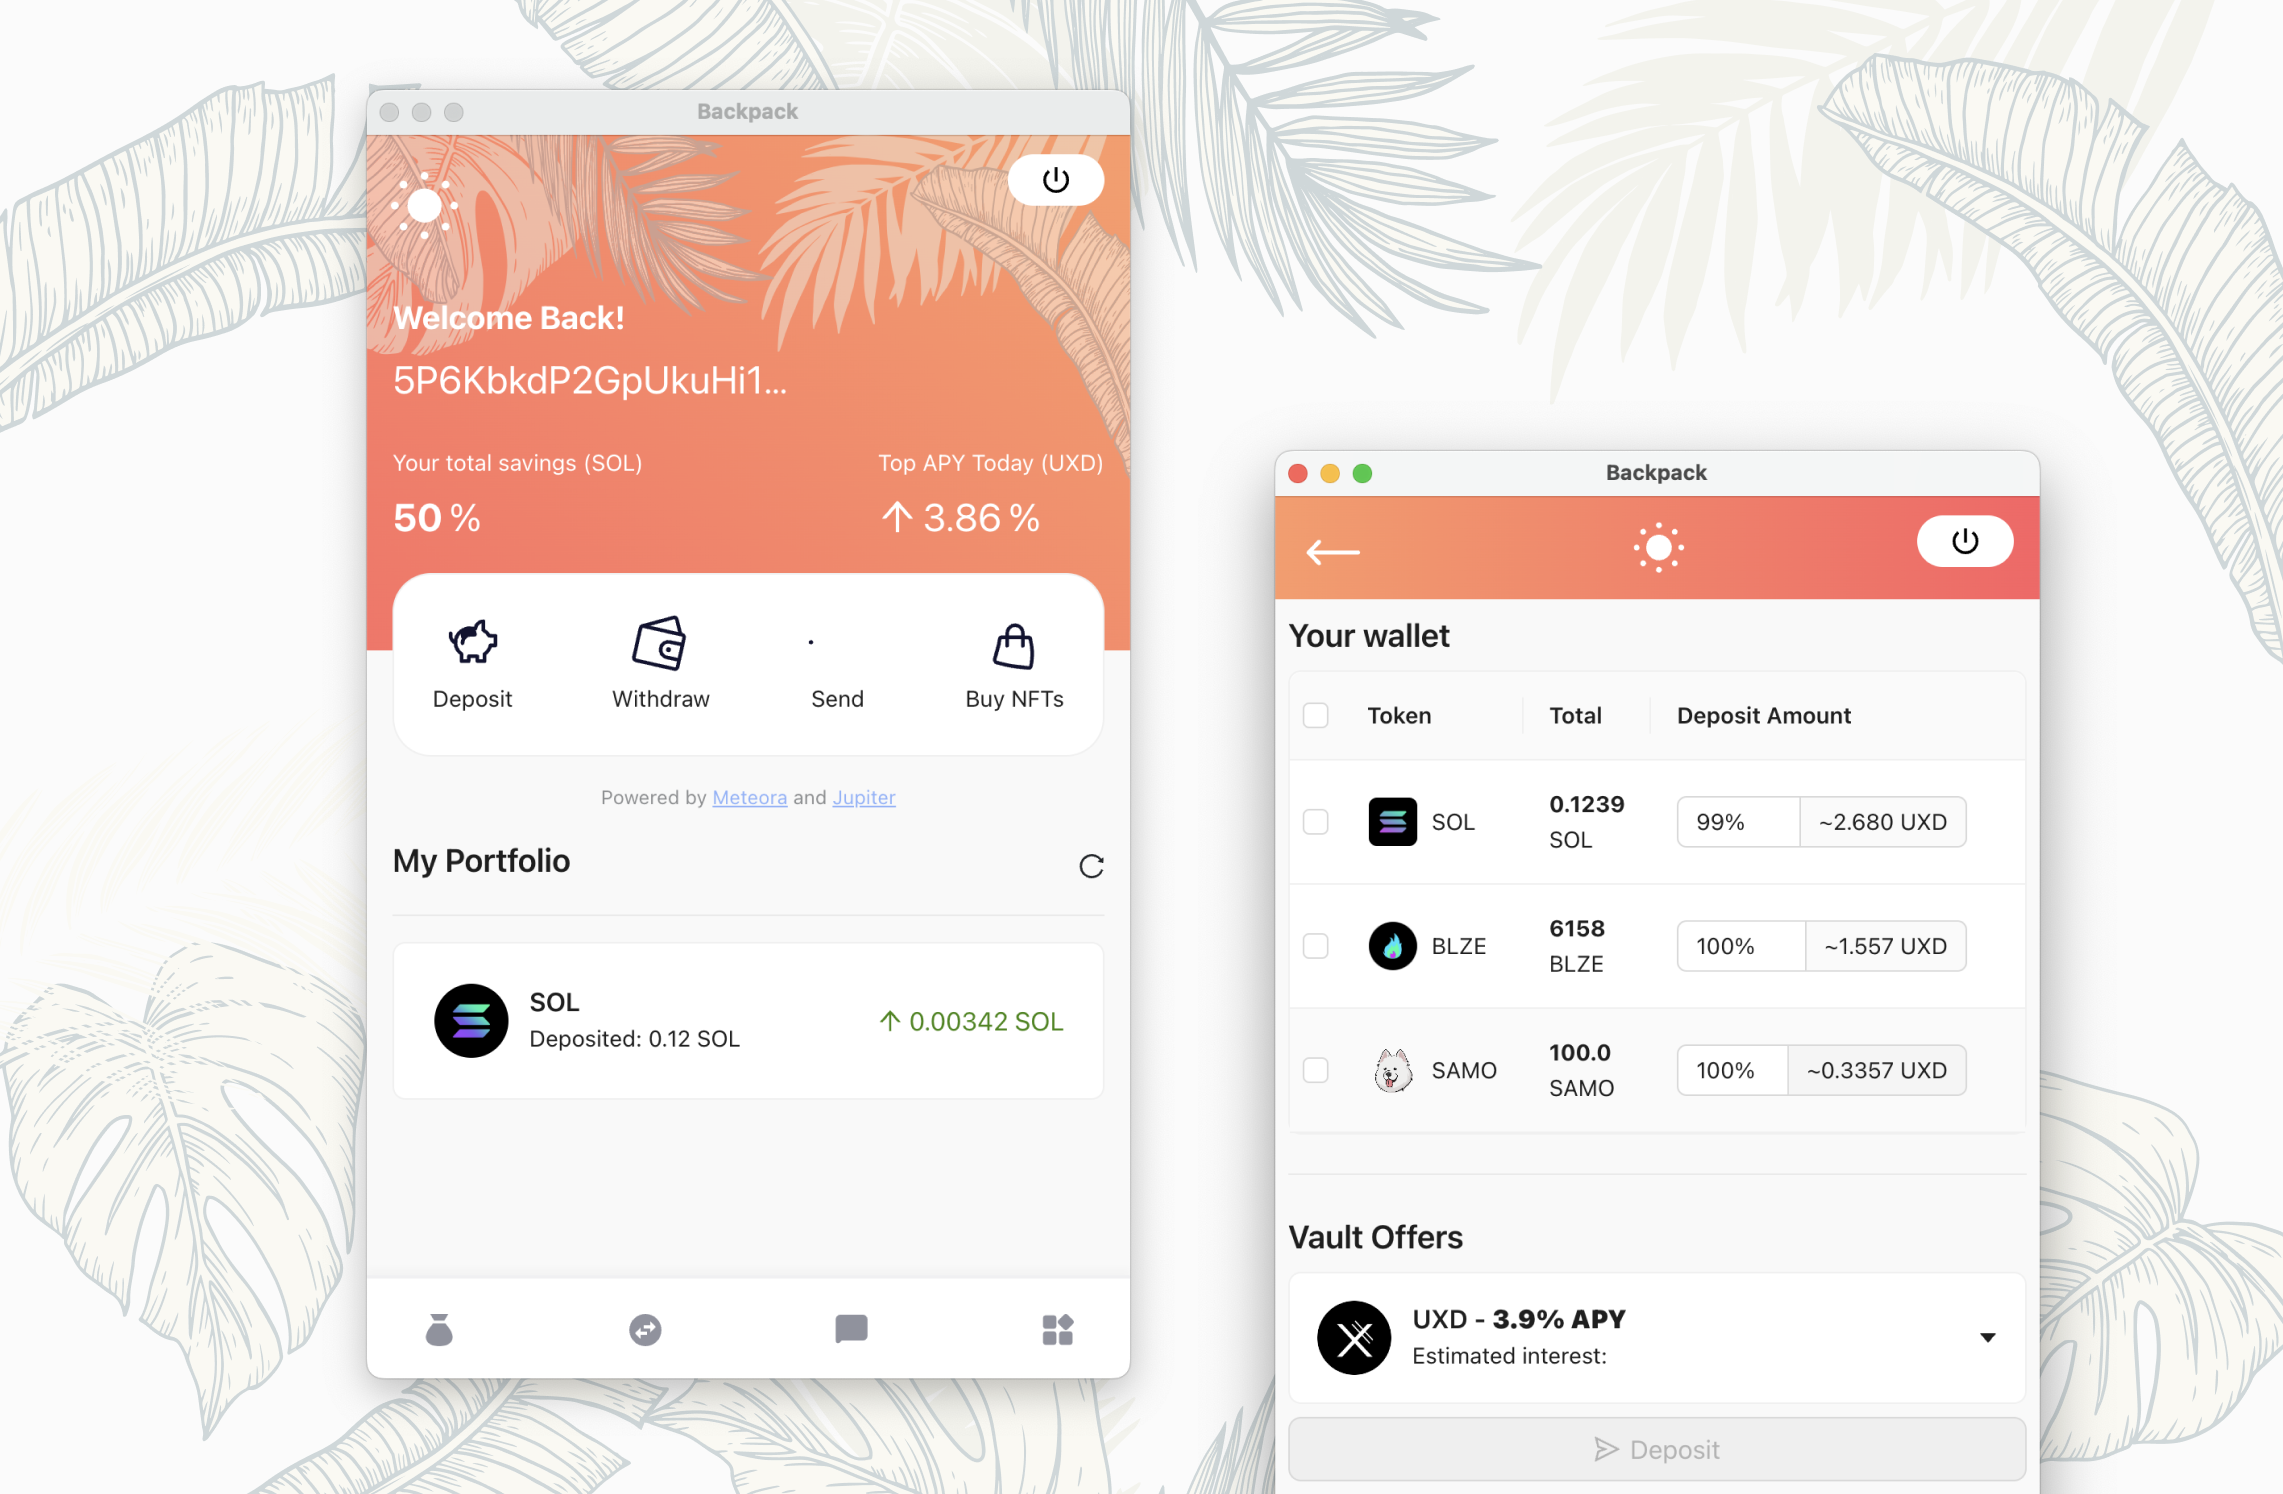 Backpack
Welcome Back!
5P6KbkdP2GpUkuHi1...
Your total savings (SOL)
50 %
Top APY Today (UXD)
3.86 %
Deposit
Withdraw
Send
Buy NFTs
Powered by Meteora and Jupiter
My Portfolio
SOL
Deposited: 0.12 SOL
0.00342 SOL
Backpack
Your wallet
Token Total Deposit Amount
SOL
0.1239
SOL
99% ~2.680 UXD
BLZE
6158
BLZE
100% ~1.557 UXD
SAMO
100.0
SAMO
100% ~0.3357 UXD
Vault Offers
UXD - 3.9% APY
Estimated interest:
Deposit